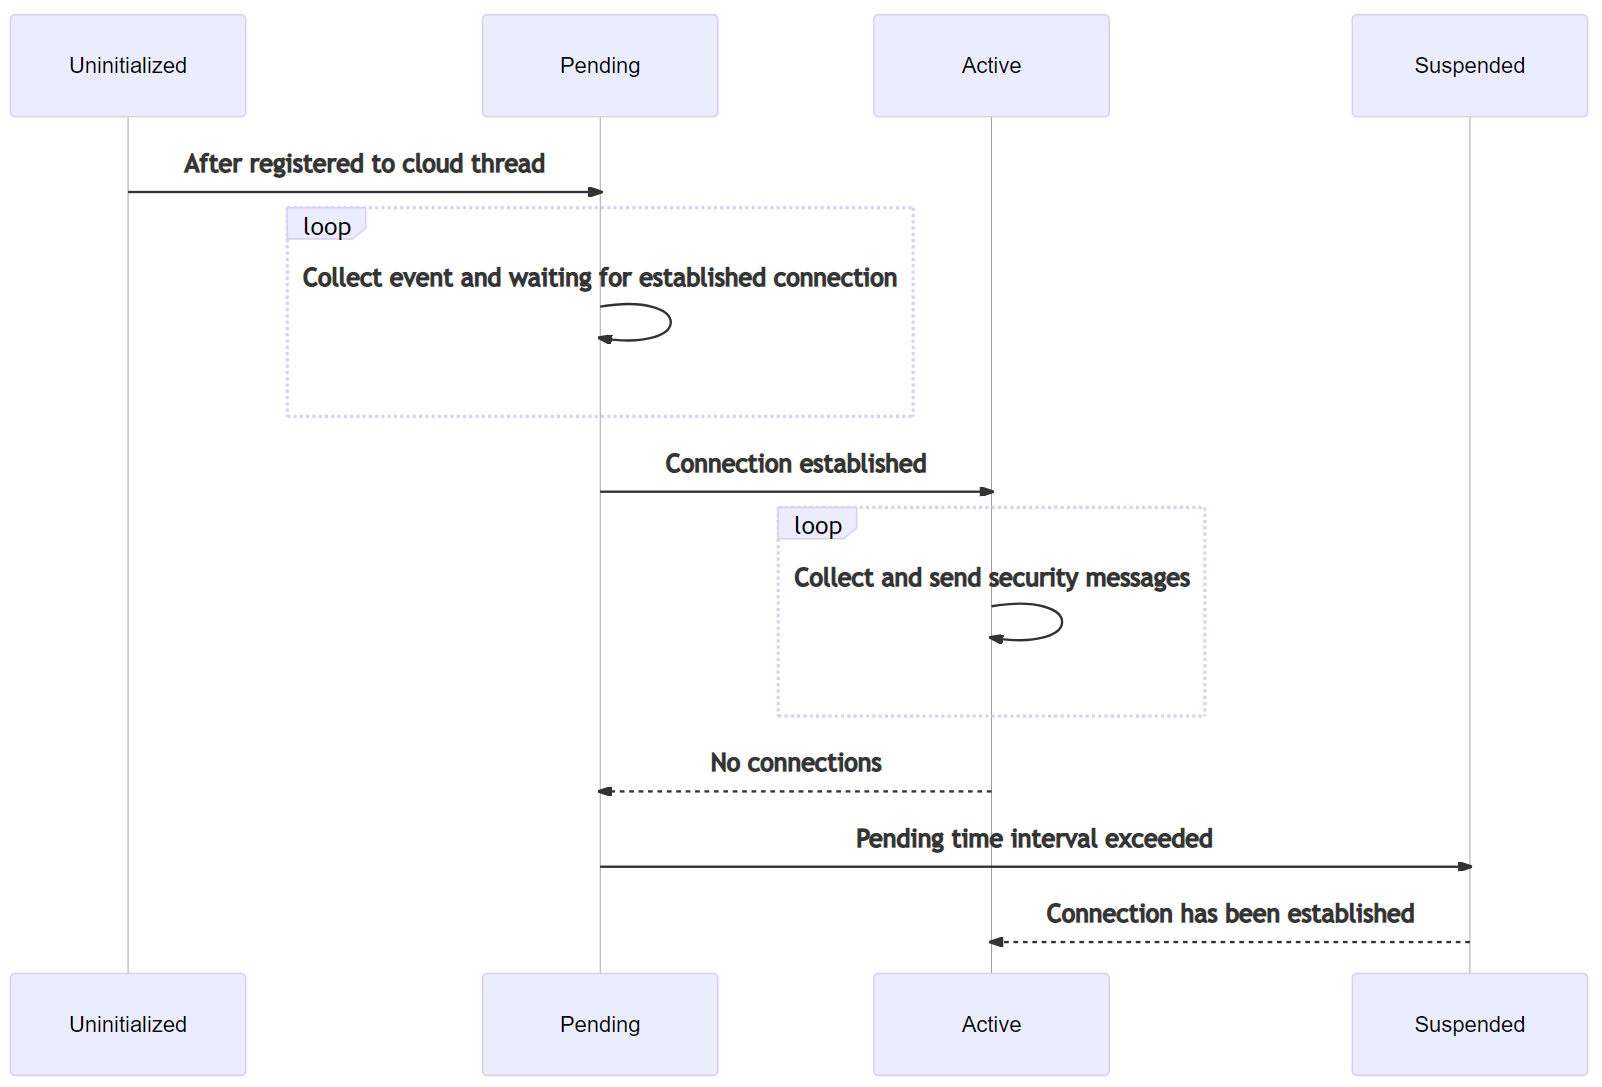 Uninitialized
Pending
Active
Suspended
After registered to cloud thread
loop
Collect event and waiting for established connection
Connection established
loop
Collect and send security messages
No connections
Pending time interval exceeded
Connection has been established
Uninitialized
Pending
Active
Suspended